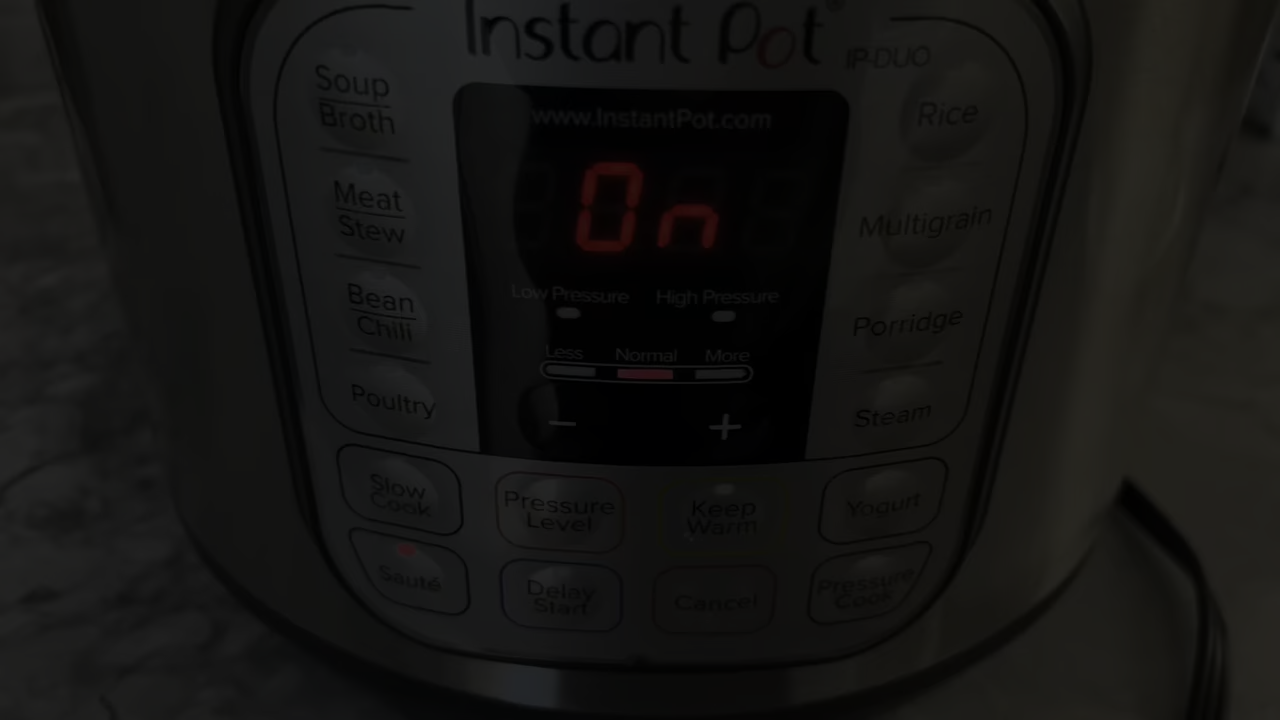 Instant Pot®
IP-DUO
www.InstantPot.com
On
Low Pressure High Pressure
Less Normal More
− +
Soup
Broth
Meat
Stew
Bean
Chili
Poultry
Rice
Multigrain
Porridge
Steam
Slow
Cook
Pressure
Level
Keep
Warm
Yogurt
Sauté
Delay
Start
Cancel
Pressure
Cook